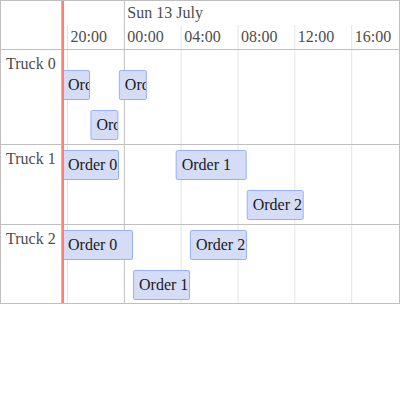 Sun 13 July
20:00 00:00 04:00 08:00 12:00 16:00
Truck 0
Ord Ord
Ord
Truck 1
Order 0 Order 1
Order 2
Truck 2
Order 0 Order 2
Order 1